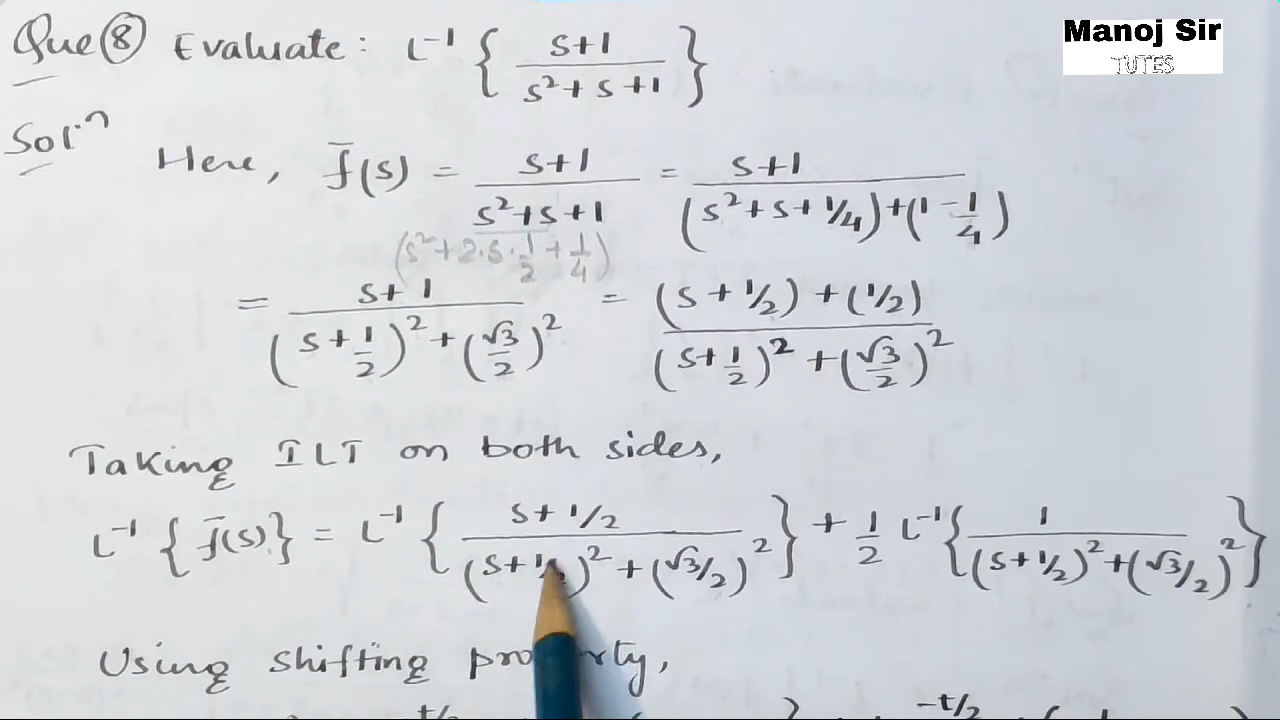 Que ⑧ Evaluate : L⁻¹ { (s+1)/(s²+s+1) }
Manoj Sir
TUTES
Solⁿ
Here, f̄(s) = (s+1)/(s²+s+1) = (s+1)/((s²+s+1/4)+(1-1/4))
(s²+2·s·1/2+1/4)
= (s+1)/((s+1/2)²+(√3/2)²) = ((s+1/2)+(1/2))/((s+1/2)²+(√3/2)²)
Taking ILT on both sides,
L⁻¹ { f̄(s) } = L⁻¹ { (s+1/2)/((s+1/2)²+(√3/2)²) } + 1/2 L⁻¹ { 1/((s+1/2)²+(√3/2)²) }
Using shifting property,